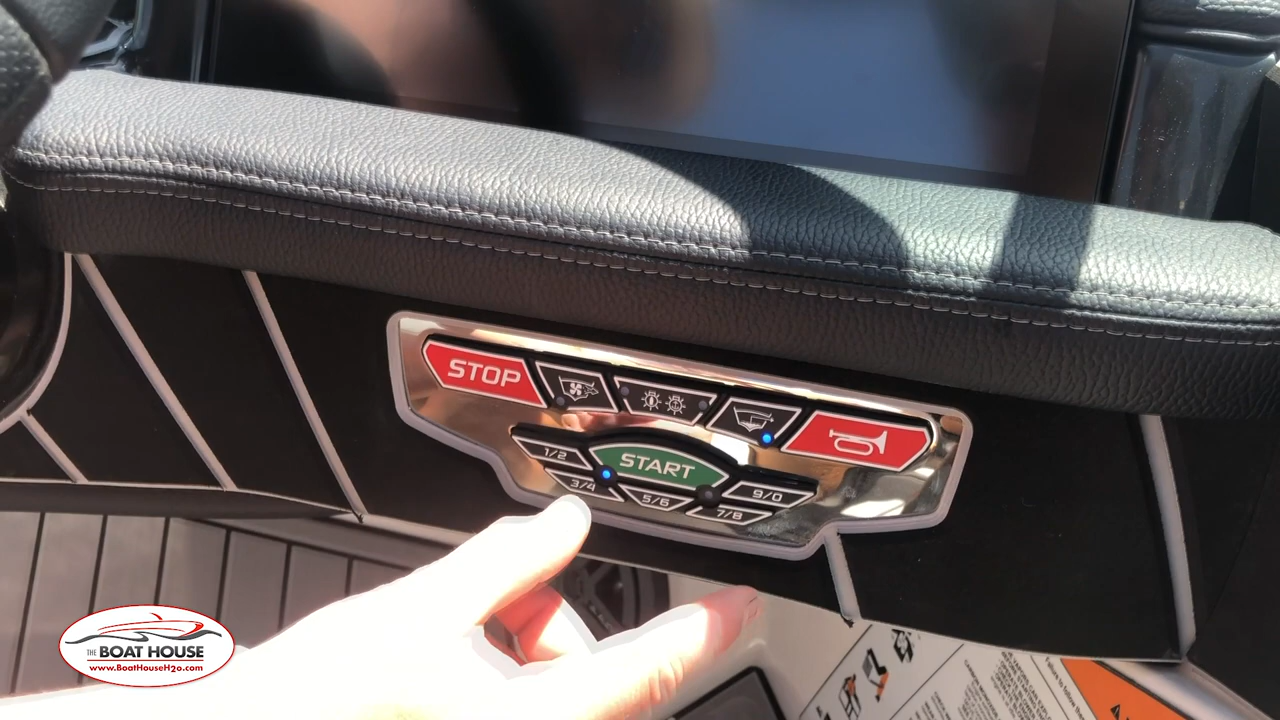 STOP
START
1/2
3/4
5/6
7/8
9/0
THE BOAT HOUSE
www.BoatHouseH2o.com